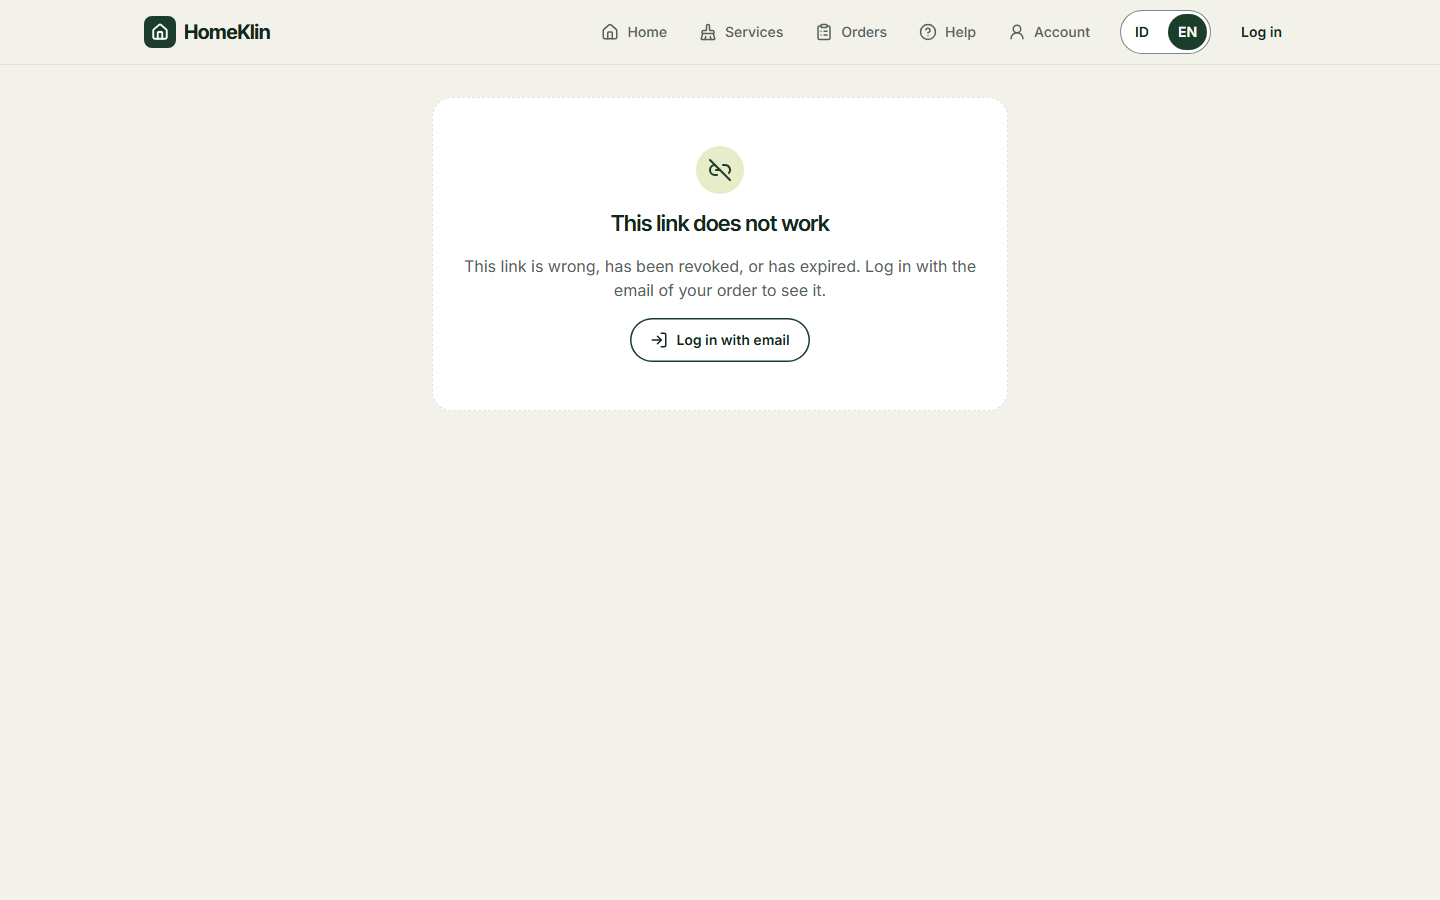 HomeKlin
Home
Services
Orders
Help
Account
ID
EN
Log in
This link does not work
This link is wrong, has been revoked, or has expired. Log in with the
email of your order to see it.
Log in with email